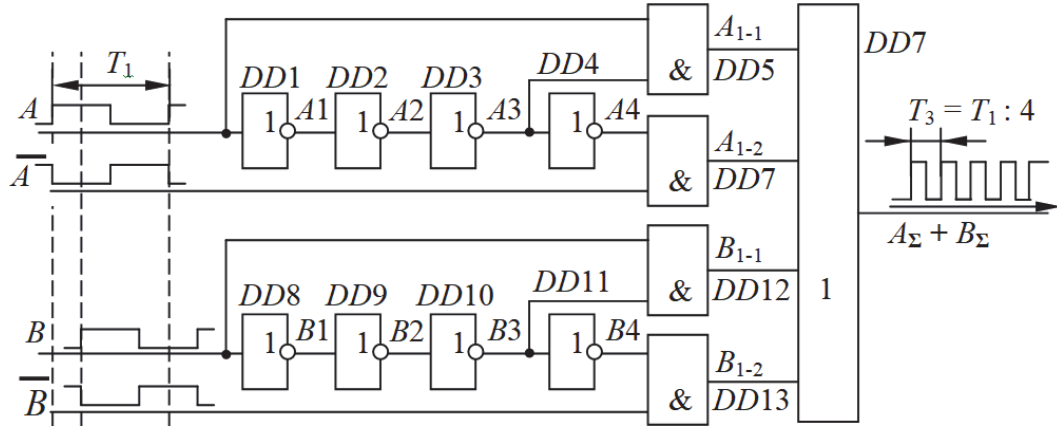 A₁₋₁
T₁
DD7
DD1 DD2 DD3 DD4 & DD5
A 1 A1 1 A2 1 A3 1 A4
T₃ = T₁ : 4
A₁₋₂
A̅ & DD7
A_Σ + B_Σ
B₁₋₁
DD8 DD9 DD10 DD11 & DD12 1
B 1 B1 1 B2 1 B3 1 B4
B₁₋₂
B̅ & DD13